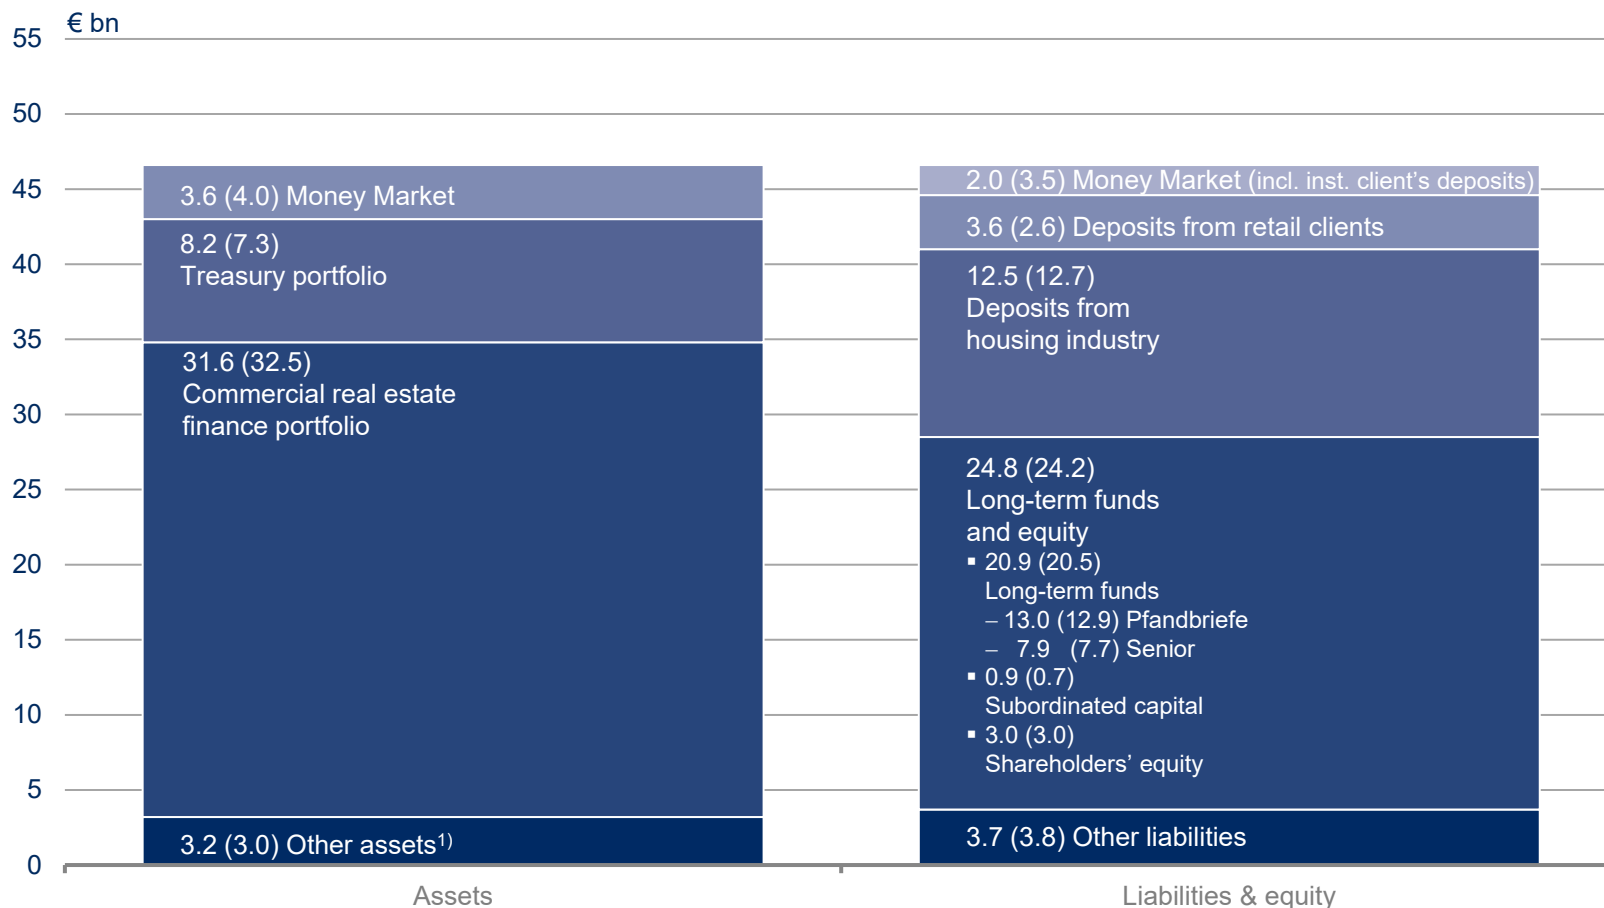 € bn
55
50
45
40
35
30
25
20
15
10
5
0
3.6 (4.0) Money Market
8.2 (7.3)
Treasury portfolio
31.6 (32.5)
Commercial real estate
finance portfolio
3.2 (3.0) Other assets¹⁾
Assets
2.0 (3.5) Money Market (incl. inst. client’s deposits)
3.6 (2.6) Deposits from retail clients
12.5 (12.7)
Deposits from
housing industry
24.8 (24.2)
Long-term funds
and equity
▪ 20.9 (20.5)
Long-term funds
– 13.0 (12.9) Pfandbriefe
– 7.9 (7.7) Senior
▪ 0.9 (0.7)
Subordinated capital
▪ 3.0 (3.0)
Shareholders’ equity
3.7 (3.8) Other liabilities
Liabilities & equity